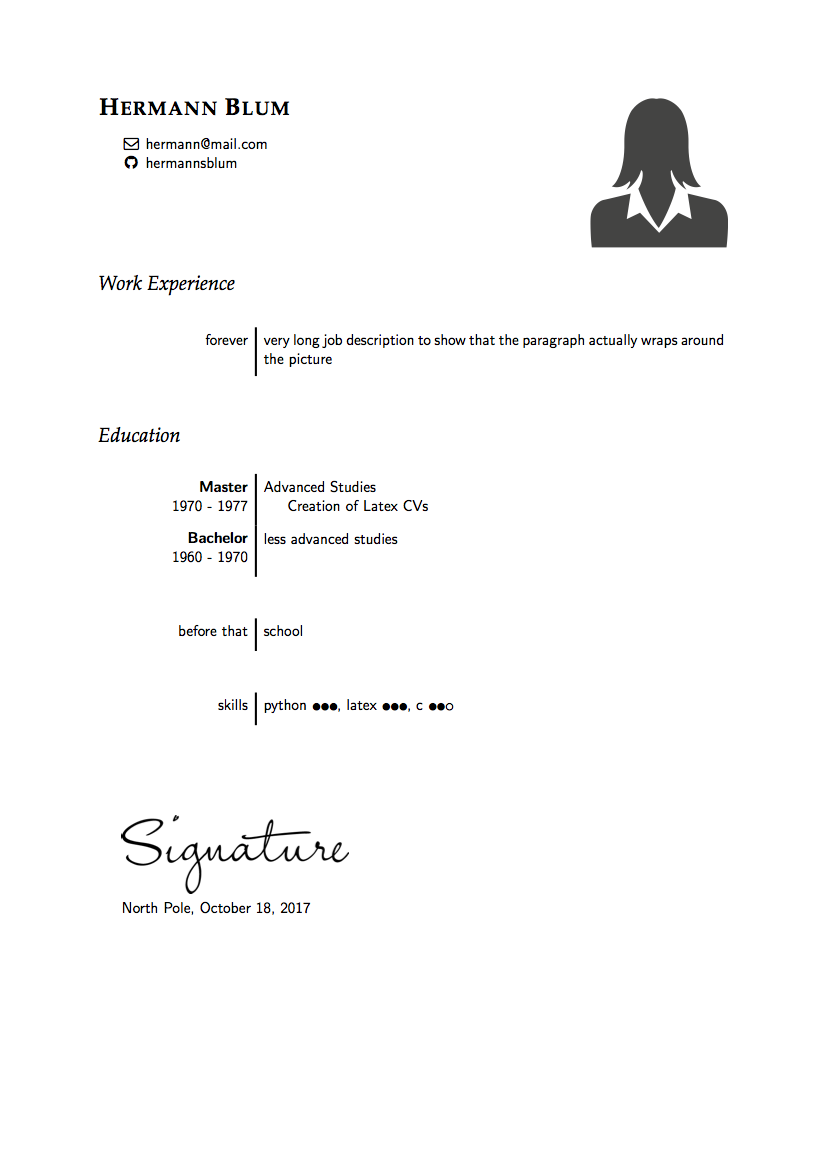 HERMANN BLUM
hermann@mail.com
hermannsblum
Work Experience
forever very long job description to show that the paragraph actually wraps around
the picture
Education
Master Advanced Studies
1970 - 1977 Creation of Latex CVs
Bachelor less advanced studies
1960 - 1970
before that school
skills python ●●●, latex ●●●, c ●●○
Signature
North Pole, October 18, 2017